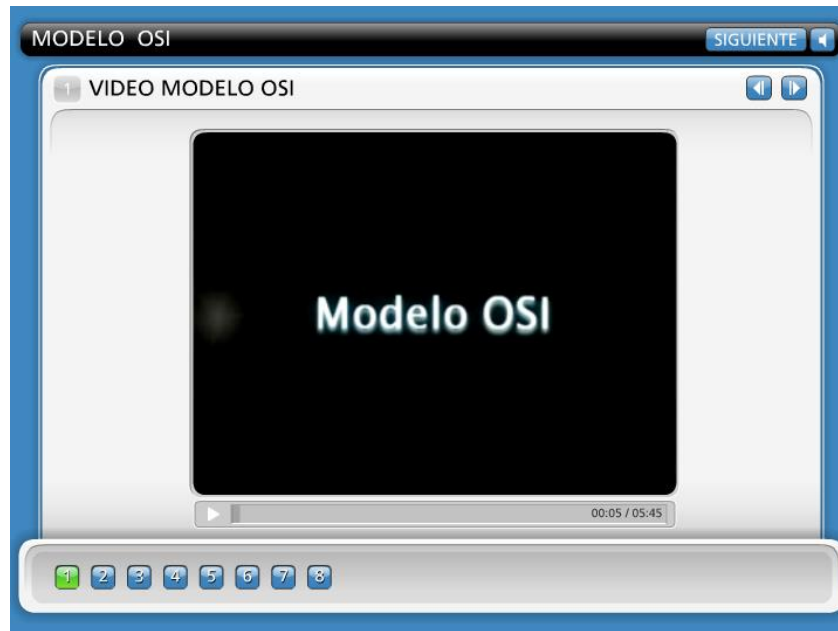 MODELO OSI
SIGUIENTE
1 VIDEO MODELO OSI
Modelo OSI
00:05 / 05:45
1 2 3 4 5 6 7 8